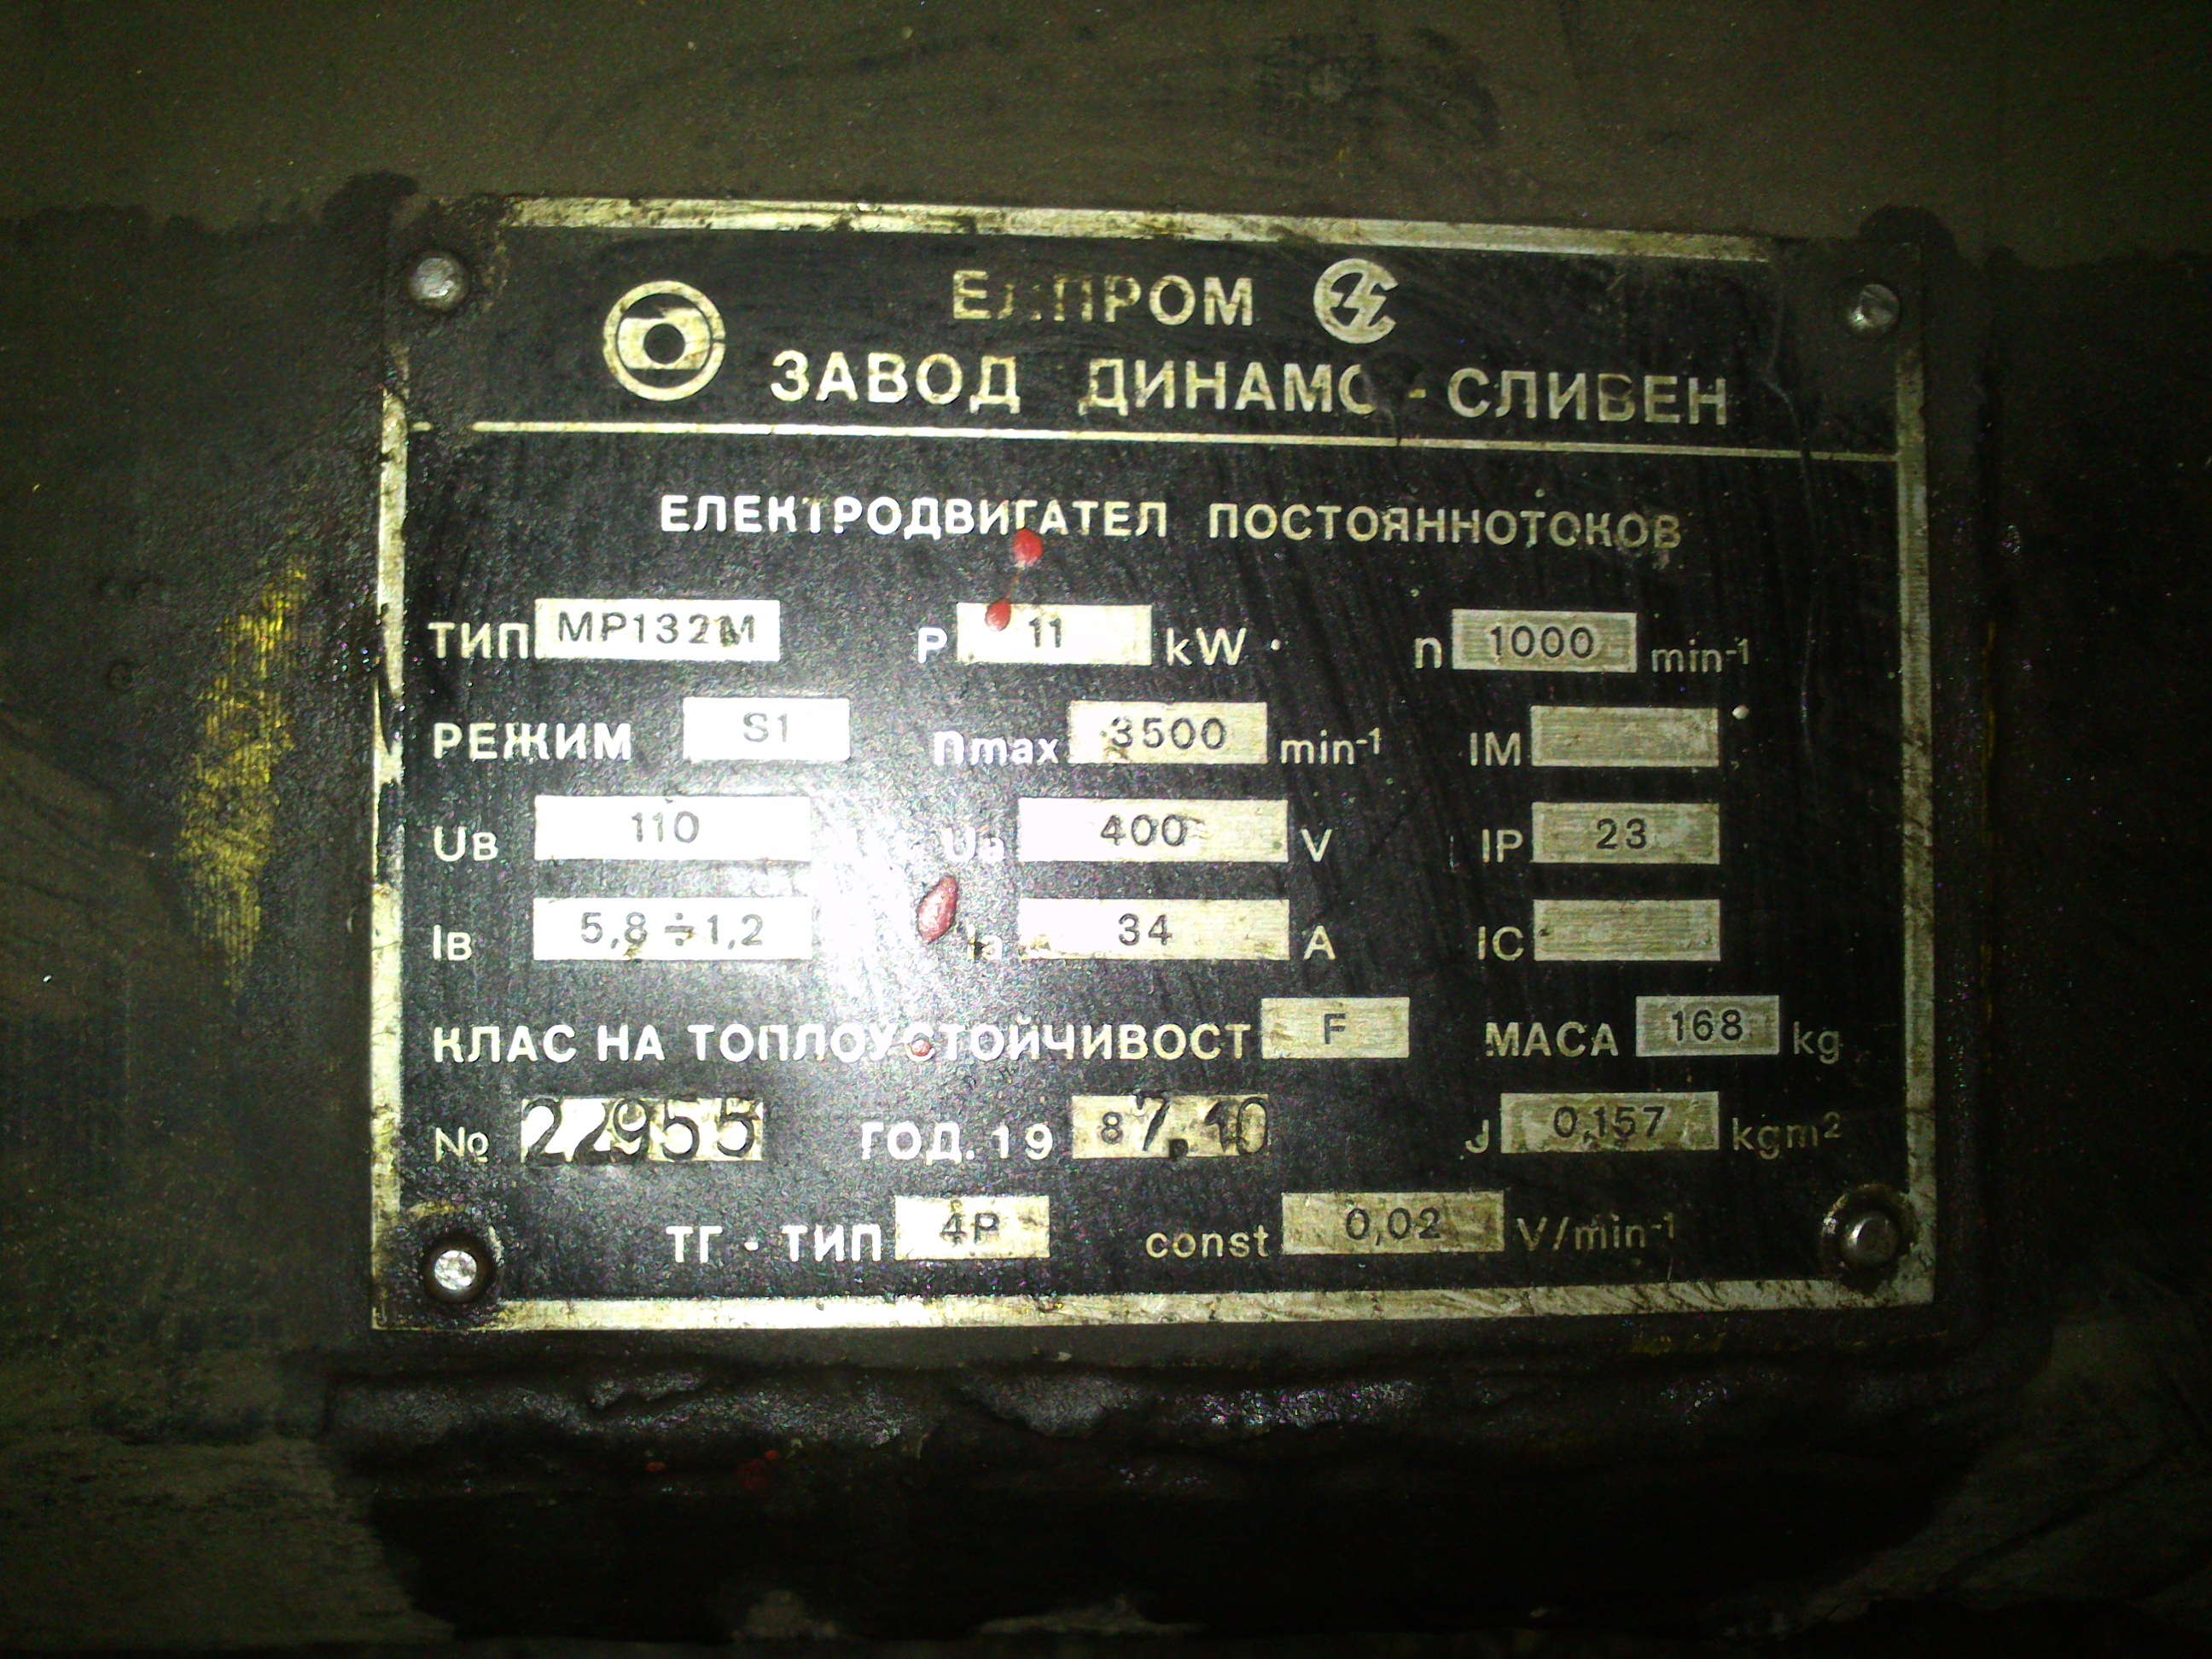 ЕЛПРОМ
ЗАВОД ДИНАМО - СЛИВЕН
ЕЛЕКТРОДВИГАТЕЛ ПОСТОЯННОТОКОВ
ТИП МР132M P 11 kW n 1000 min-1
РЕЖИМ S1 nmax 3500 min-1 IM
Uв 110 Ua 400 V IP 23
Iв 5,8÷1,2 Ia 34 A IC
КЛАС НА ТОПЛОУСТОЙЧИВОСТ F МАСА 168 kg
№ 22955 ГОД. 19 87.10 J 0,157 kgm²
ТГ - ТИП 4Р const 0,02 V/min-1